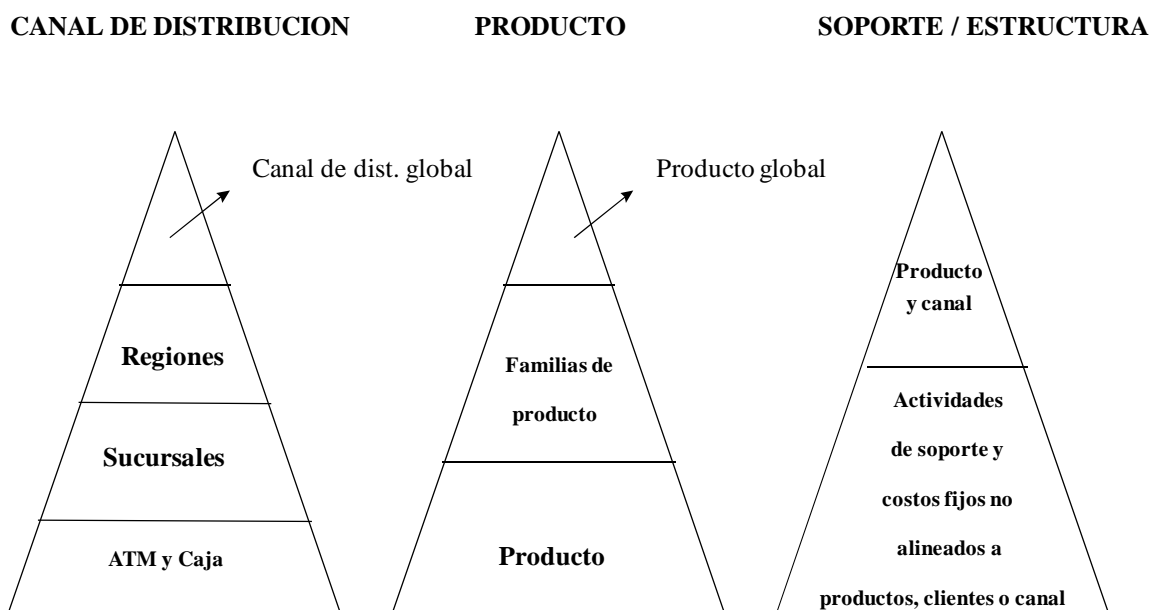 CANAL DE DISTRIBUCION
PRODUCTO
SOPORTE / ESTRUCTURA
Canal de dist. global
Regiones
Sucursales
ATM y Caja
Producto global
Familias de
producto
Producto
Producto
y canal
Actividades
de soporte y
costos fijos no
alineados a
productos, clientes o canal